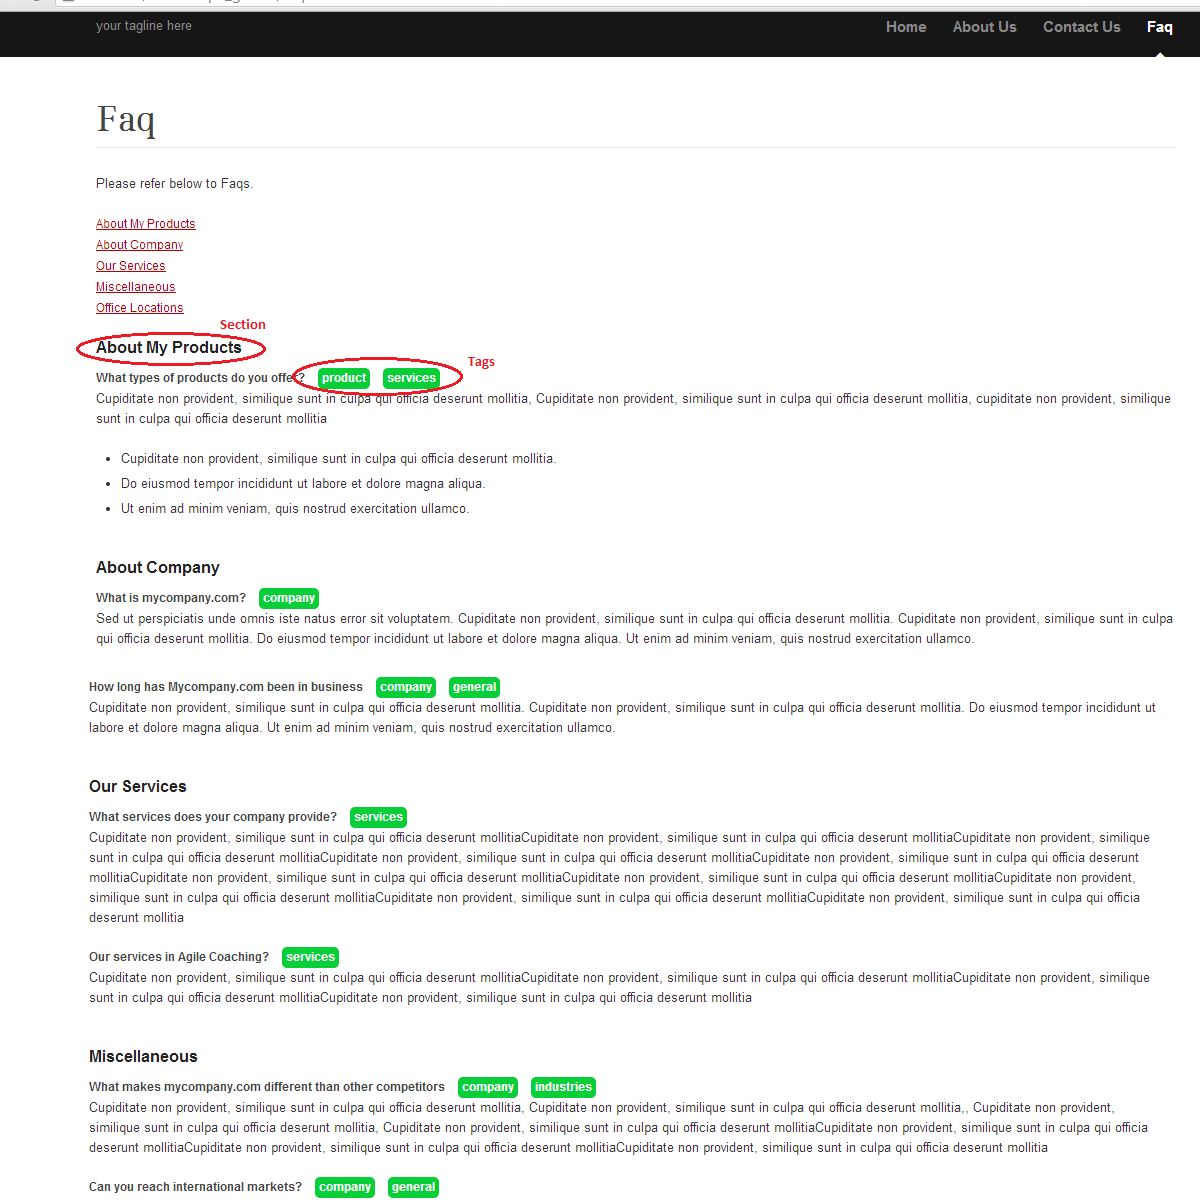 your tagline here
Home About Us Contact Us Faq
Faq
Please refer below to Faqs.
About My Products
About Company
Our Services
Miscellaneous
Office Locations
Section
About My Products
Tags
What types of products do you offer? product services
Cupiditate non provident, similique sunt in culpa qui officia deserunt mollitia, Cupiditate non provident, similique sunt in culpa qui officia deserunt mollitia, cupiditate non provident, similique
sunt in culpa qui officia deserunt mollitia
• Cupiditate non provident, similique sunt in culpa qui officia deserunt mollitia.
• Do eiusmod tempor incididunt ut labore et dolore magna aliqua.
• Ut enim ad minim veniam, quis nostrud exercitation ullamco.
About Company
What is mycompany.com? company
Sed ut perspiciatis unde omnis iste natus error sit voluptatem. Cupiditate non provident, similique sunt in culpa qui officia deserunt mollitia. Cupiditate non provident, similique sunt in culpa
qui officia deserunt mollitia. Do eiusmod tempor incididunt ut labore et dolore magna aliqua. Ut enim ad minim veniam, quis nostrud exercitation ullamco.
How long has Mycompany.com been in business company general
Cupiditate non provident, similique sunt in culpa qui officia deserunt mollitia. Cupiditate non provident, similique sunt in culpa qui officia deserunt mollitia. Do eiusmod tempor incididunt ut
labore et dolore magna aliqua. Ut enim ad minim veniam, quis nostrud exercitation ullamco.
Our Services
What services does your company provide? services
Cupiditate non provident, similique sunt in culpa qui officia deserunt mollitiaCupiditate non provident, similique sunt in culpa qui officia deserunt mollitiaCupiditate non provident, similique
sunt in culpa qui officia deserunt mollitiaCupiditate non provident, similique sunt in culpa qui officia deserunt mollitiaCupiditate non provident, similique sunt in culpa qui officia deserunt
mollitiaCupiditate non provident, similique sunt in culpa qui officia deserunt mollitiaCupiditate non provident, similique sunt in culpa qui officia deserunt mollitiaCupiditate non provident,
similique sunt in culpa qui officia deserunt mollitiaCupiditate non provident, similique sunt in culpa qui officia deserunt mollitiaCupiditate non provident, similique sunt in culpa qui officia
deserunt mollitia
Our services in Agile Coaching? services
Cupiditate non provident, similique sunt in culpa qui officia deserunt mollitiaCupiditate non provident, similique sunt in culpa qui officia deserunt mollitiaCupiditate non provident, similique
sunt in culpa qui officia deserunt mollitiaCupiditate non provident, similique sunt in culpa qui officia deserunt mollitia
Miscellaneous
What makes mycompany.com different than other competitors company industries
Cupiditate non provident, similique sunt in culpa qui officia deserunt mollitia, Cupiditate non provident, similique sunt in culpa qui officia deserunt mollitia,, Cupiditate non provident,
similique sunt in culpa qui officia deserunt mollitia, Cupiditate non provident, similique sunt in culpa qui officia deserunt mollitiaCupiditate non provident, similique sunt in culpa qui officia
deserunt mollitiaCupiditate non provident, similique sunt in culpa qui officia deserunt mollitiaCupiditate non provident, similique sunt in culpa qui officia deserunt mollitia
Can you reach international markets? company general